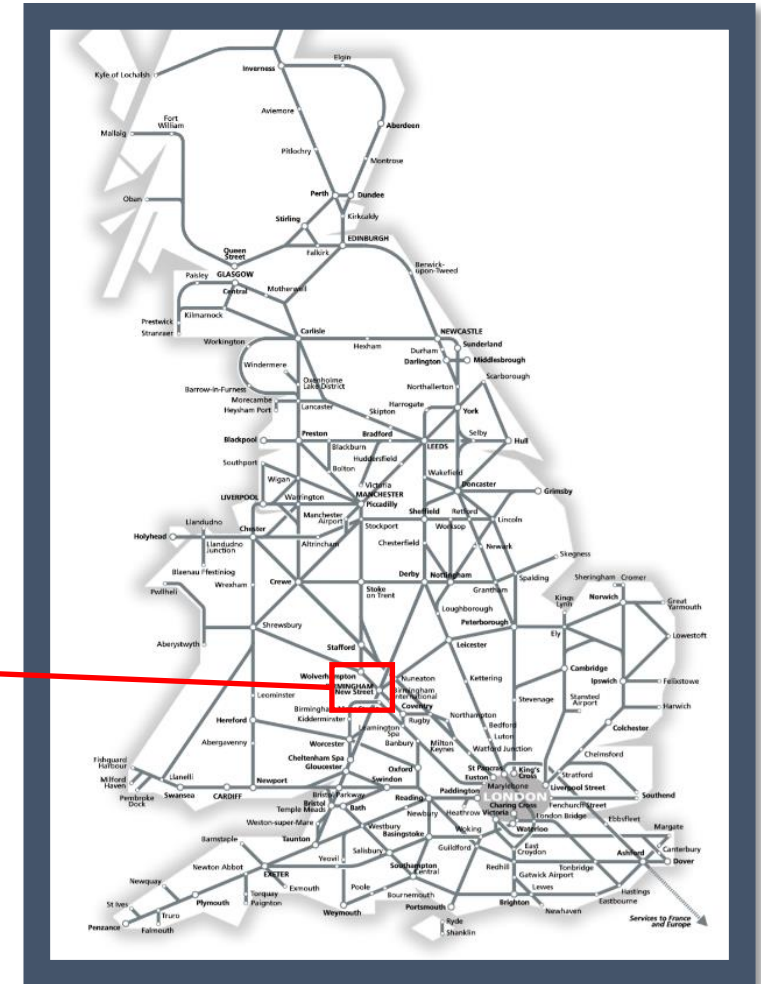 Elgin
Inverness
Kyle of Lochalsh
Aviemore
Fort
William
Mallaig
Aberdeen
Pitlochry
Montrose
Perth
Dundee
Oban
Stirling
Kirkcaldy
EDINBURGH
Queen
Street
Falkirk
Berwick-
upon-Tweed
Paisley
GLASGOW
Central
Motherwell
Prestwick
Kilmarnock
Stranraer
Carlisle
NEWCASTLE
Workington
Hexham
Sunderland
Durham
Darlington
Middlesbrough
Windermere
Scarborough
Oxenholme
Lake District
Barrow-in-Furness
Northallerton
Morecambe
Lancaster
Harrogate
Heysham Port
Skipton
York
Blackpool
Preston
Bradford
Selby
Hull
Blackburn
LEEDS
Huddersfield
Southport
Bolton
Wakefield
Wigan
Victoria
MANCHESTER
Piccadilly
Doncaster
Grimsby
LIVERPOOL
Warrington
Manchester
Airport
Stockport
Sheffield
Retford
Lincoln
Worksop
Llandudno
Holyhead
Chester
Llandudno
Junction
Altrincham
Chesterfield
Newark
Skegness
Blaenau Ffestiniog
Pwllheli
Wrexham
Crewe
Stoke
on Trent
Derby
Nottingham
Grantham
Spalding
Sheringham
Cromer
Kings
Lynn
Norwich
Great
Yarmouth
Loughborough
Peterborough
Ely
Lowestoft
Aberystwyth
Shrewsbury
Stafford
Leicester
Cambridge
Wolverhampton
Nuneaton
Kettering
Ipswich
Felixstowe
New Street
Birmingham
International
Stevenage
Stansted
Airport
Harwich
Leominster
Coventry
Kidderminster
Rugby
Northampton
Hereford
Leamington
Spa
Bedford
Colchester
Abergavenny
Worcester
Banbury
Milton
Keynes
Luton
Watford Junction
Chelmsford
Cheltenham Spa
Gloucester
Oxford
St Pancras
Euston
King's
Cross
Stratford
Fishguard
Harbour
Milford
Haven
Llanelli
Newport
Swindon
Paddington
Marylebone
Liverpool Street
Pembroke
Dock
Swansea
CARDIFF
Bristol Parkway
Reading
LONDON
Southend
Bristol
Temple Meads
Bath
Newbury
Heathrow
Victoria
Charing Cross
Fenchurch Street
London Bridge
Ebbsfleet
Weston-super-Mare
Westbury
Basingstoke
Woking
Waterloo
Margate
Barnstaple
Taunton
Salisbury
Guildford
East
Croydon
Canterbury
Newton Abbot
Yeovil
Southampton
Central
Redhill
Tonbridge
Ashford
Dover
EXETER
Gatwick Airport
Newquay
Exmouth
Poole
Lewes
Hastings
St Ives
Torquay
Paignton
Bournemouth
Eastbourne
Plymouth
Weymouth
Portsmouth
Brighton
Newhaven
Truro
Penzance
Falmouth
Ryde
Shanklin
Services to France
and Europe